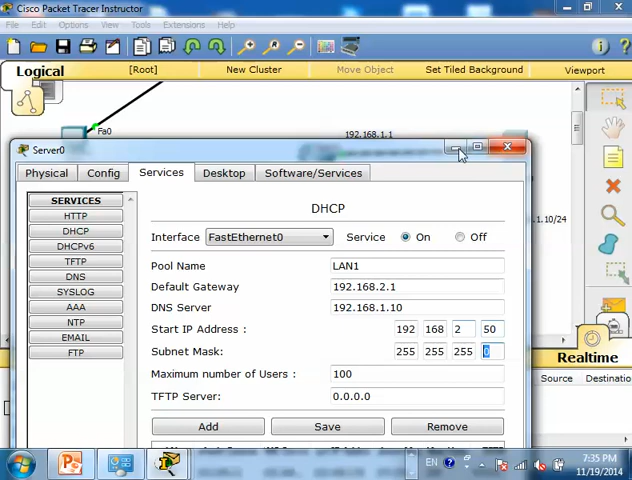 Cisco Packet Tracer Instructor
File Edit Options View Tools Extensions Help
Logical [Root] New Cluster Move Object Set Tiled Background Viewport
Fa0
192.168.1.1
Server0
Physical Config Services Desktop Software/Services
SERVICES
HTTP
DHCP
DHCPv6
TFTP
DNS
SYSLOG
AAA
NTP
EMAIL
FTP
DHCP
Interface FastEthernet0 Service On Off
Pool Name LAN1
Default Gateway 192.168.2.1
DNS Server 192.168.1.10
Start IP Address : 192 168 2 50
Subnet Mask: 255 255 255 0
Maximum number of Users : 100
TFTP Server: 0.0.0.0
Add Save Remove
.1.10/24
Realtime
Source Destinatio
EN 7:35 PM
11/19/2014